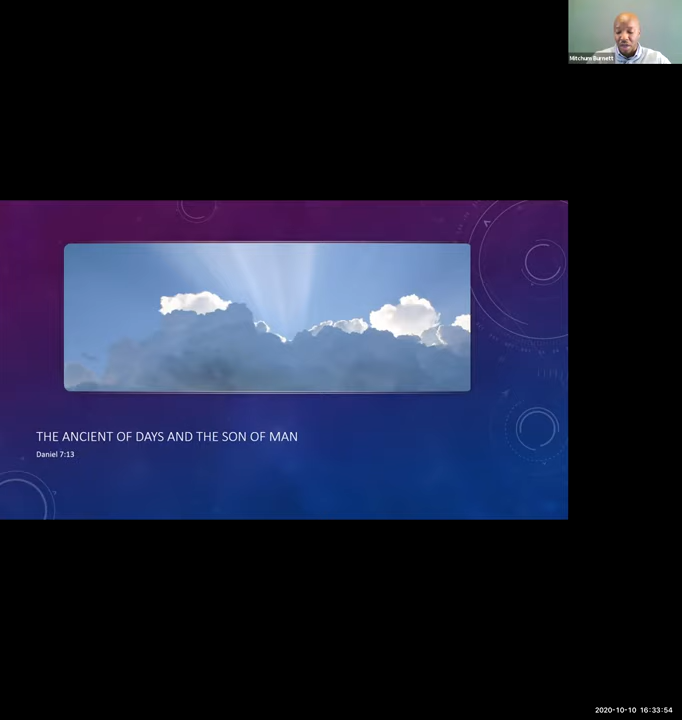 Mitchum Burnett
THE ANCIENT OF DAYS AND THE SON OF MAN
Daniel 7:13
2020-10-10 16:33:54